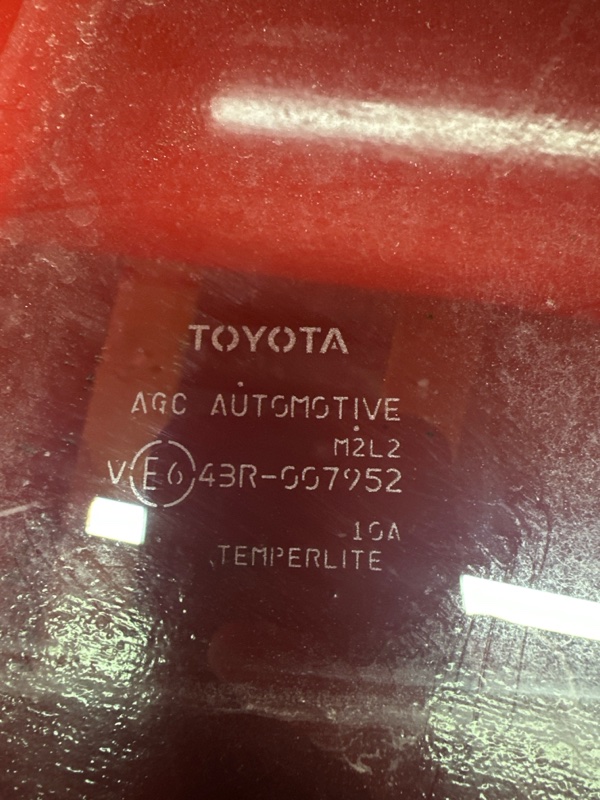 TOYOTA
AGC AUTOMOTIVE
M2L2
V E6 43R-007952
10A
TEMPERLITE